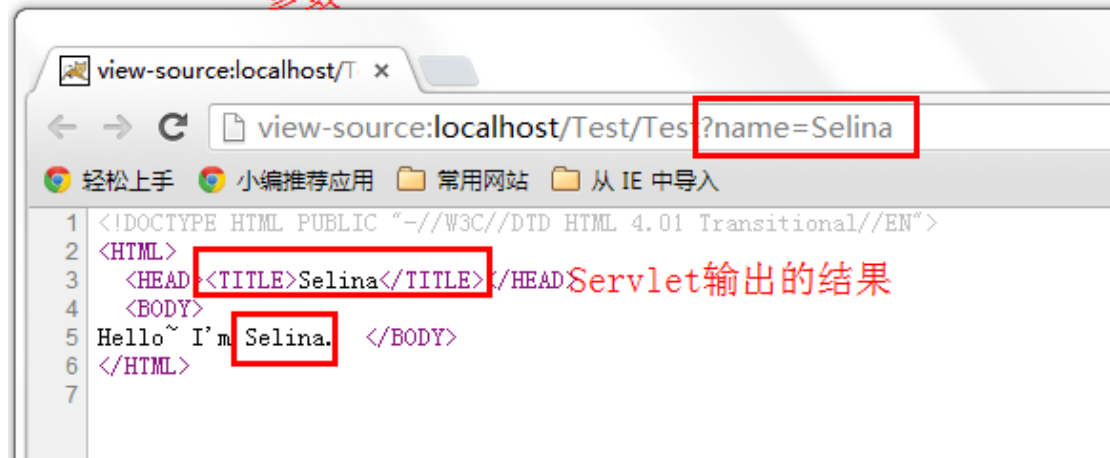 参数
view-source:localhost/T
view-source:localhost/Test/Test?name=Selina
轻松上手 小编推荐应用 常用网站 从 IE 中导入
1 <!DOCTYPE HTML PUBLIC "-//W3C//DTD HTML 4.01 Transitional//EN">
2 <HTML>
3 <HEAD><TITLE>Selina</TITLE></HEAD> Servlet输出的结果
4 <BODY>
5 Hello~ I'm Selina. </BODY>
6 </HTML>
7